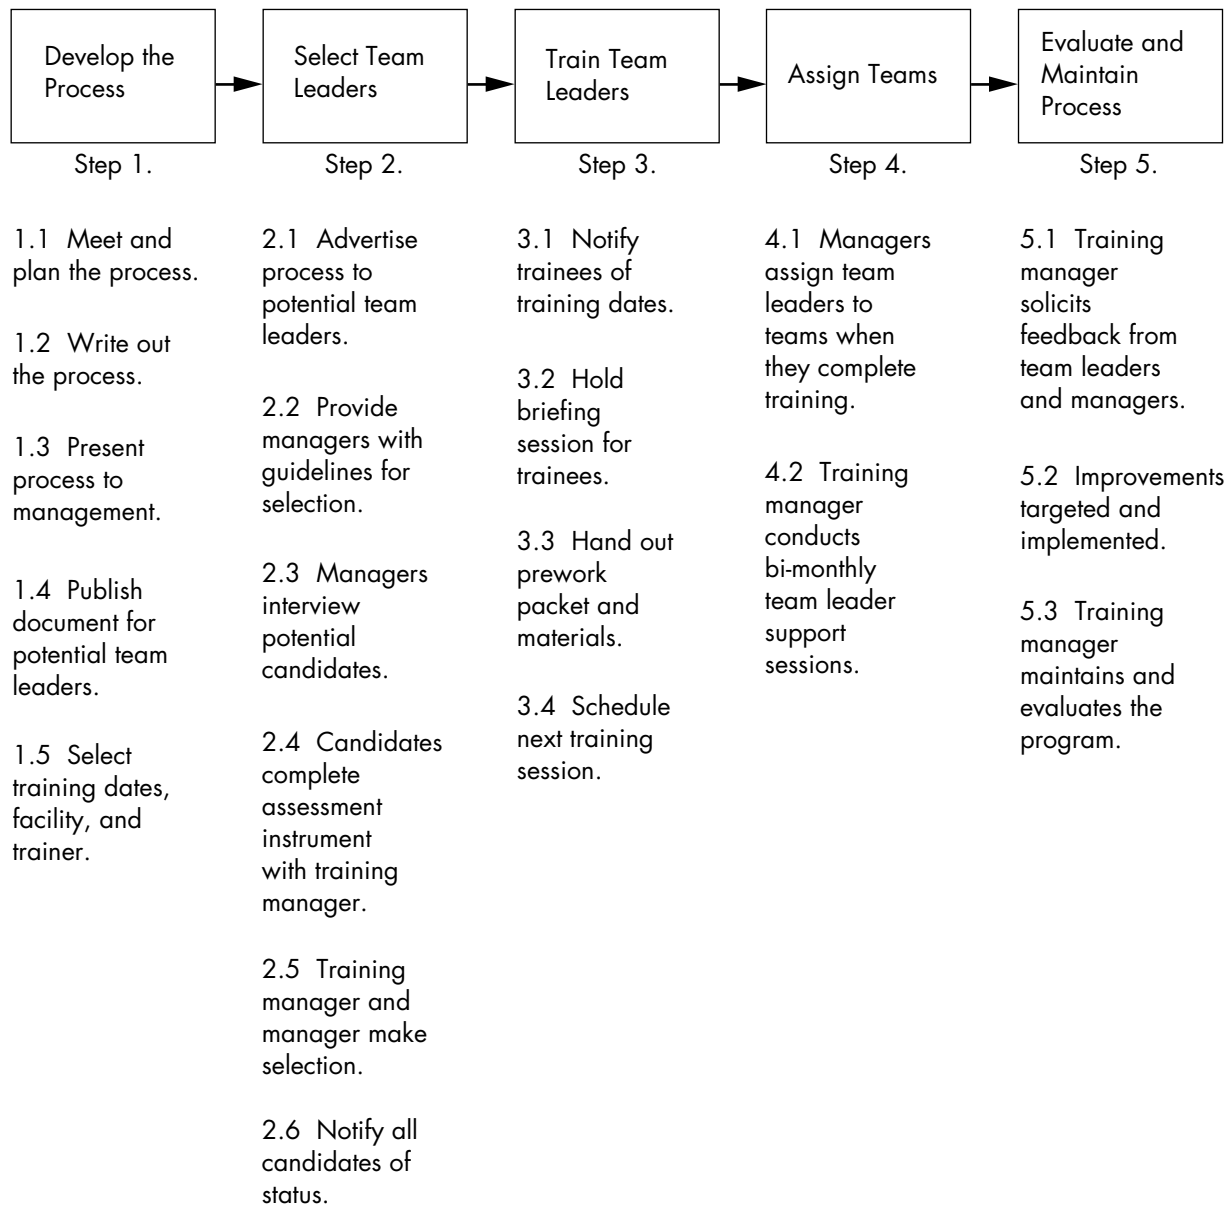 Develop the
Process
Step 1.
Select Team
Leaders
Step 2.
Train Team
Leaders
Step 3.
Assign Teams
Step 4.
Evaluate and
Maintain
Process
Step 5.
1.1 Meet and
plan the process.
1.2 Write out
the process.
1.3 Present
process to
management.
1.4 Publish
document for
potential team
leaders.
1.5 Select
training dates,
facility, and
trainer.
2.1 Advertise
process to
potential team
leaders.
2.2 Provide
managers with
guidelines for
selection.
2.3 Managers
interview
potential
candidates.
2.4 Candidates
complete
assessment
instrument
with training
manager.
2.5 Training
manager and
manager make
selection.
2.6 Notify all
candidates of
status.
3.1 Notify
trainees of
training dates.
3.2 Hold
briefing
session for
trainees.
3.3 Hand out
prework
packet and
materials.
3.4 Schedule
next training
session.
4.1 Managers
assign team
leaders to
teams when
they complete
training.
4.2 Training
manager
conducts
bi-monthly
team leader
support
sessions.
5.1 Training
manager
solicits
feedback from
team leaders
and managers.
5.2 Improvements
targeted and
implemented.
5.3 Training
manager
maintains and
evaluates the
program.